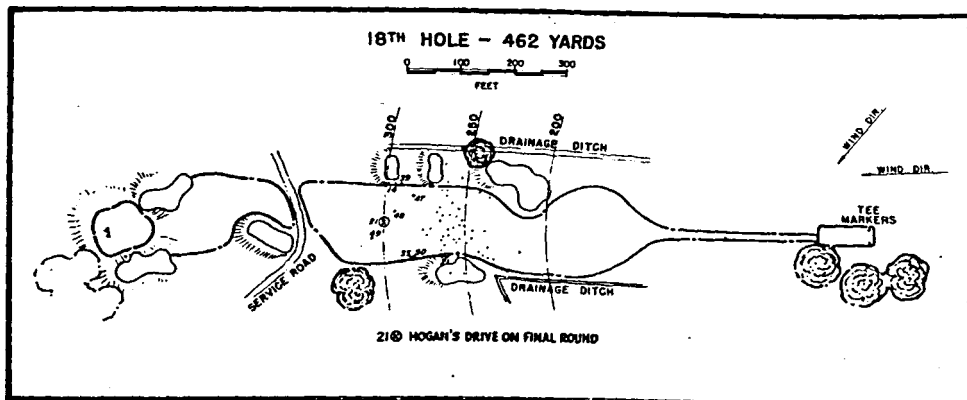 18TH HOLE – 462 YARDS
0 100 200 300
FEET
300
250
200
DRAINAGE DITCH
WIND DIR.
WIND DIR.
TEE
MARKERS
SERVICE ROAD
DRAINAGE DITCH
21⊗ HOGAN'S DRIVE ON FINAL ROUND